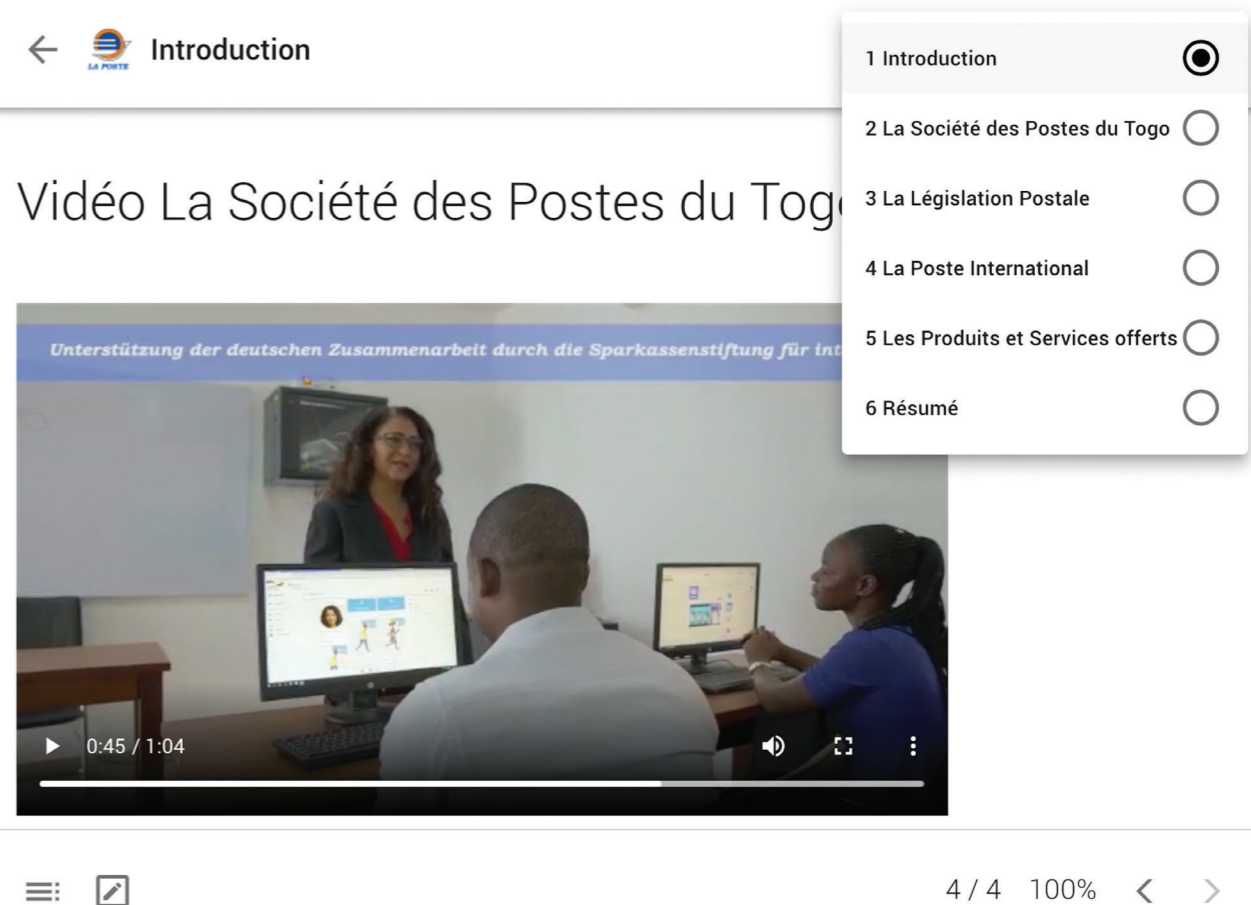 LA POSTE
Introduction
1 Introduction
2 La Société des Postes du Togo
3 La Législation Postale
4 La Poste International
5 Les Produits et Services offerts
6 Résumé
Vidéo La Société des Postes du Togo
Unterstützung der deutschen Zusammenarbeit durch die Sparkassenstiftung für int
0:45 / 1:04
4 / 4 100%